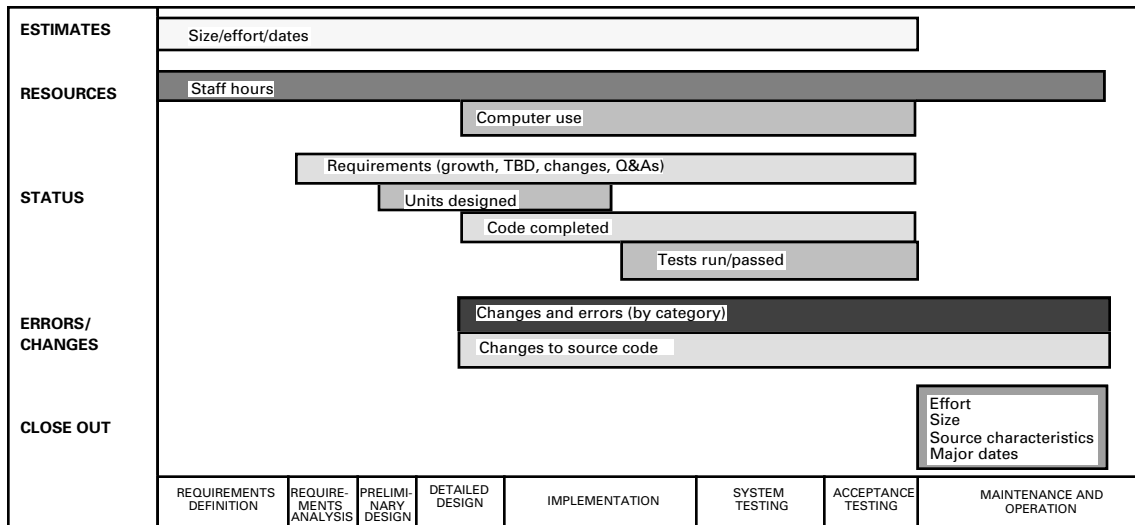 ESTIMATES
Size/effort/dates
RESOURCES
Staff hours
Computer use
STATUS
Requirements (growth, TBD, changes, Q&As)
Units designed
Code completed
Tests run/passed
ERRORS/
CHANGES
Changes and errors (by category)
Changes to source code
CLOSE OUT
Effort
Size
Source characteristics
Major dates
REQUIREMENTS
DEFINITION
REQUIRE-
MENTS
ANALYSIS
PRELIMI-
NARY
DESIGN
DETAILED
DESIGN
IMPLEMENTATION
SYSTEM
TESTING
ACCEPTANCE
TESTING
MAINTENANCE AND
OPERATION